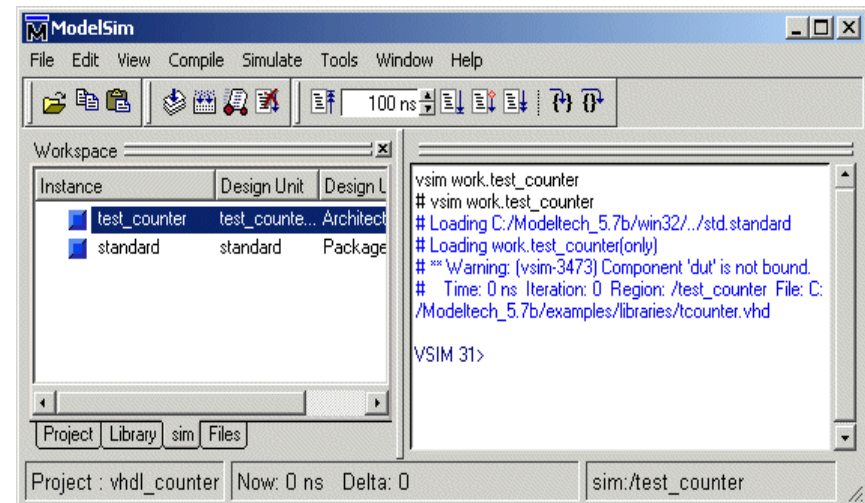 ModelSim
File Edit View Compile Simulate Tools Window Help
100 ns
Workspace
Instance Design Unit Design U
test_counter test_counte... Architect
standard standard Package
Project Library sim Files
vsim work.test_counter
# vsim work.test_counter
# Loading C:/Modeltech_5.7b/win32/../std.standard
# Loading work.test_counter(only)
# ** Warning: (vsim-3473) Component 'dut' is not bound.
# Time: 0 ns Iteration: 0 Region: /test_counter File: C:
/Modeltech_5.7b/examples/libraries/tcounter.vhd
VSIM 31>
Project : vhdl_counter Now: 0 ns Delta: 0 sim:/test_counter